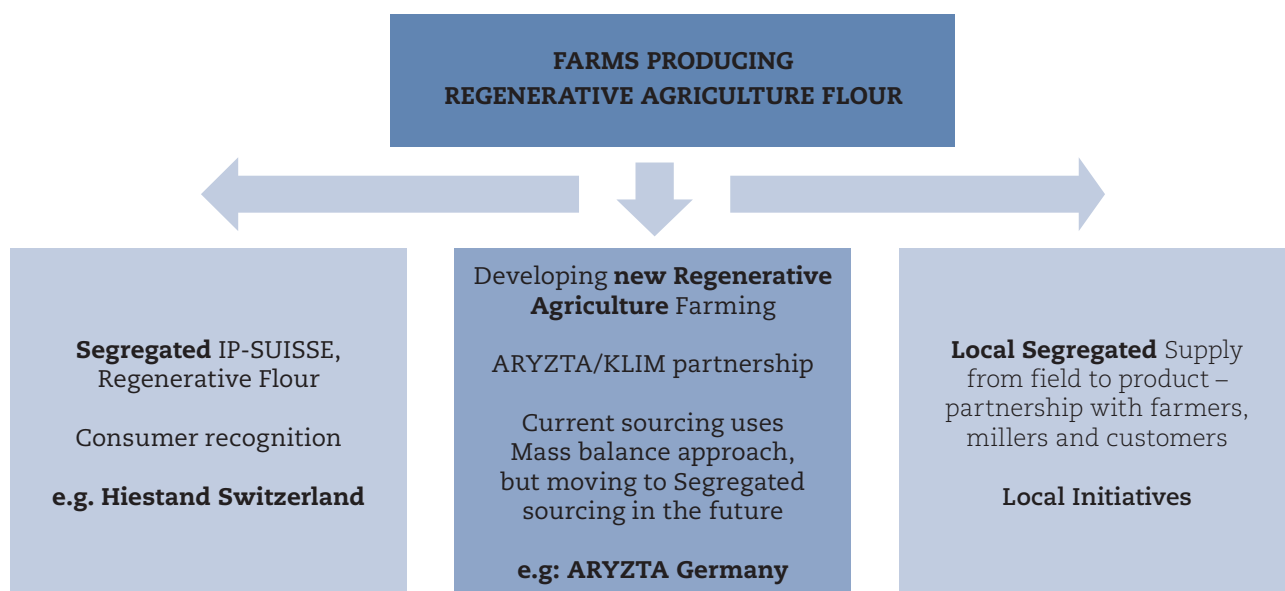 FARMS PRODUCING
REGENERATIVE AGRICULTURE FLOUR
Segregated IP-SUISSE,
Regenerative Flour
Consumer recognition
e.g. Hiestand Switzerland
Developing new Regenerative
Agriculture Farming
ARYZTA/KLIM partnership
Current sourcing uses
Mass balance approach,
but moving to Segregated
sourcing in the future
e.g: ARYZTA Germany
Local Segregated Supply
from field to product –
partnership with farmers,
millers and customers
Local Initiatives